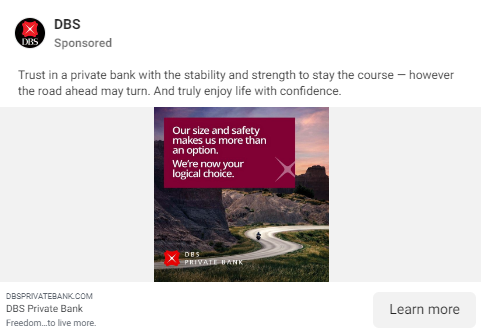 DBS
Sponsored
DBS
Trust in a private bank with the stability and strength to stay the course — however
the road ahead may turn. And truly enjoy life with confidence.
Our size and safety
makes us more than
an option.
We're now your
logical choice.
DBS
PRIVATE BANK
DBSPRIVATEBANK.COM
DBS Private Bank
Freedom...to live more.
Learn more